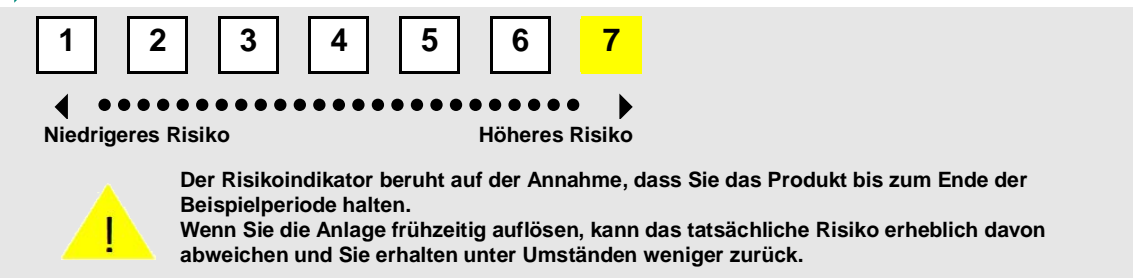 1 2 3 4 5 6 7
Niedrigeres Risiko Höheres Risiko
Der Risikoindikator beruht auf der Annahme, dass Sie das Produkt bis zum Ende der
Beispielperiode halten.
Wenn Sie die Anlage frühzeitig auflösen, kann das tatsächliche Risiko erheblich davon
abweichen und Sie erhalten unter Umständen weniger zurück.
!